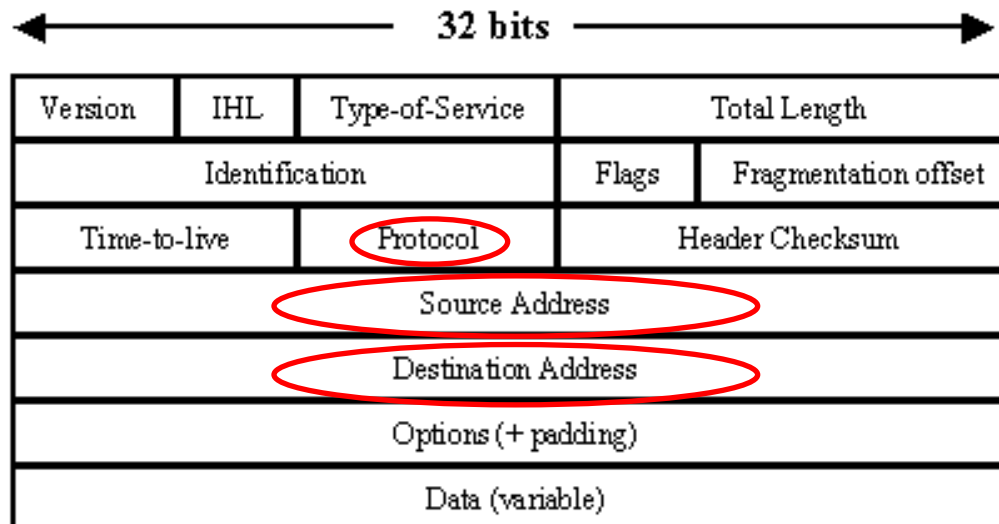 32 bits
Version IHL Type-of-Service Total Length
Identification Flags Fragmentation offset
Time-to-live Protocol Header Checksum
Source Address
Destination Address
Options (+ padding)
Data (variable)